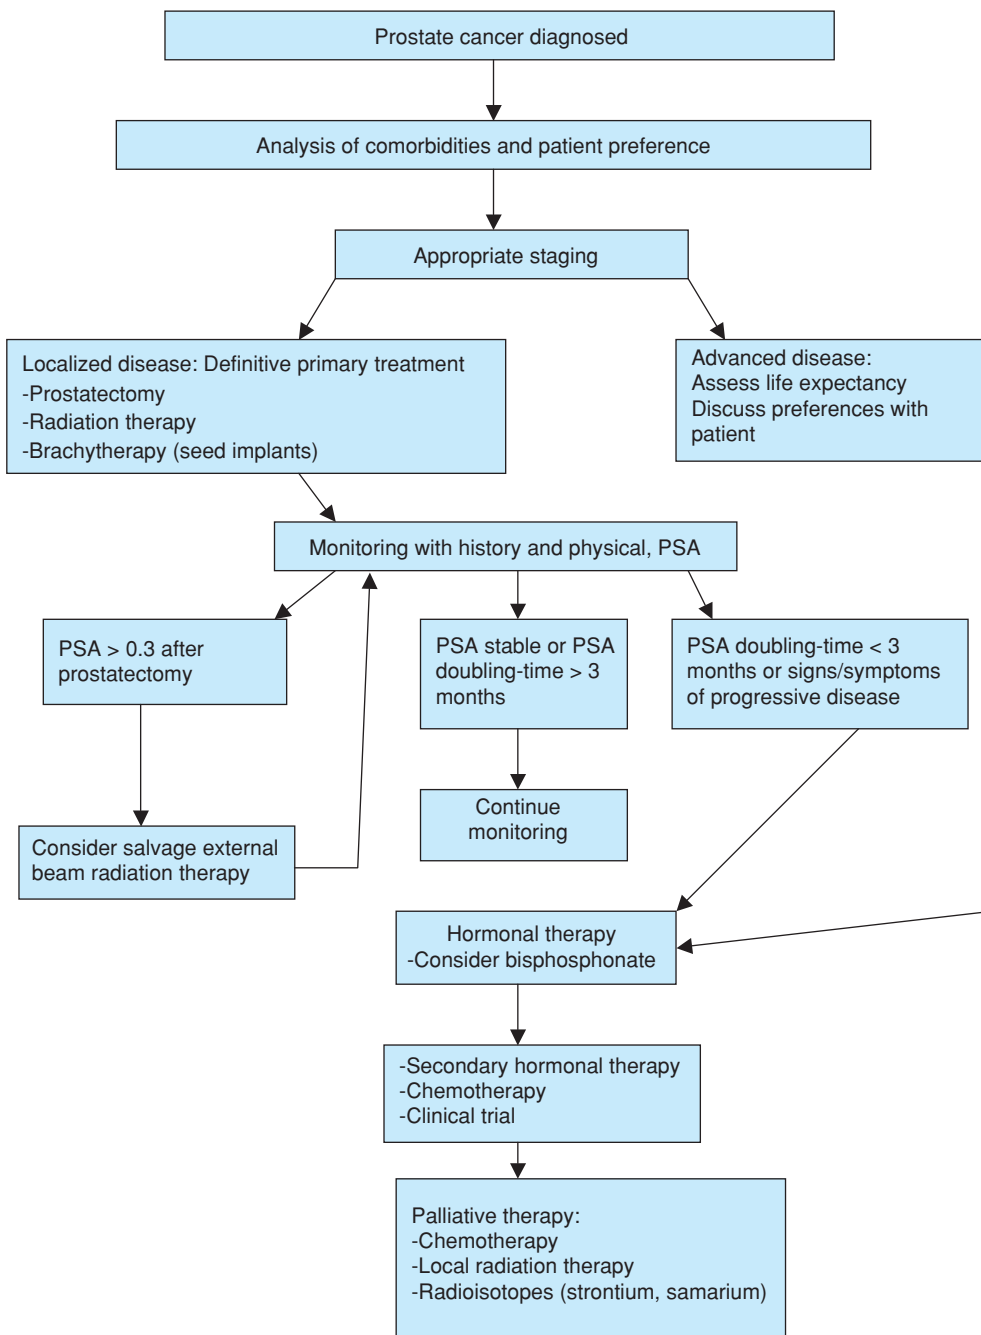 Prostate cancer diagnosed
Analysis of comorbidities and patient preference
Appropriate staging
Localized disease: Definitive primary treatment
-Prostatectomy
-Radiation therapy
-Brachytherapy (seed implants)
Advanced disease:
Assess life expectancy
Discuss preferences with
patient
Monitoring with history and physical, PSA
PSA > 0.3 after
prostatectomy
PSA stable or PSA
doubling-time > 3
months
PSA doubling-time < 3
months or signs/symptoms
of progressive disease
Consider salvage external
beam radiation therapy
Continue
monitoring
Hormonal therapy
-Consider bisphosphonate
-Secondary hormonal therapy
-Chemotherapy
-Clinical trial
Palliative therapy:
-Chemotherapy
-Local radiation therapy
-Radioisotopes (strontium, samarium)